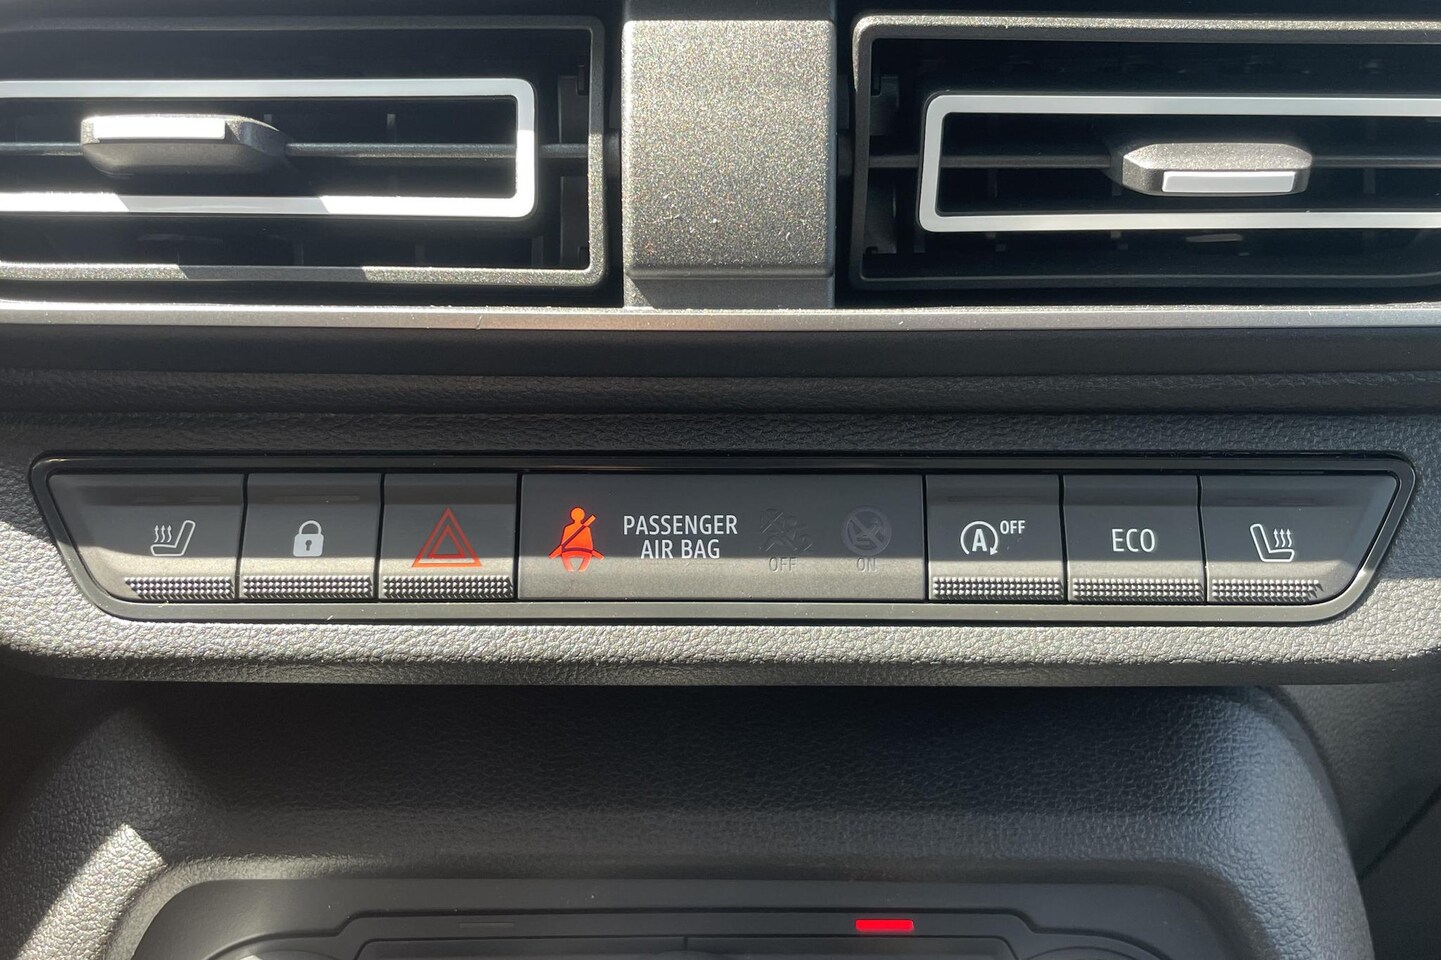 PASSENGER
AIR BAG
OFF
ON
A OFF
ECO